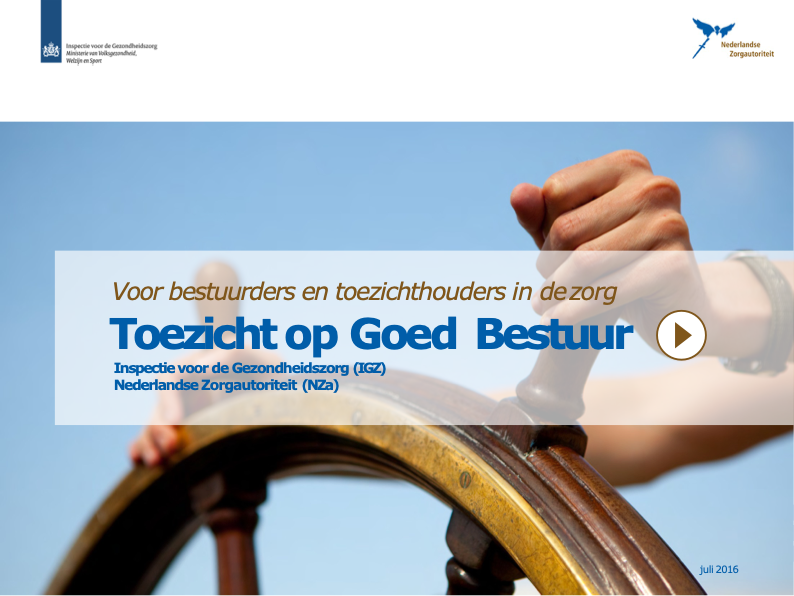 Inspectie voor de Gezondheidszorg
Ministerie van Volksgezondheid,
Welzijn en Sport
Nederlandse
Zorgautoriteit
Voor bestuurders en toezichthouders in de zorg
Toezicht op Goed Bestuur
Inspectie voor de Gezondheidszorg (IGZ)
Nederlandse Zorgautoriteit (NZa)
juli 2016